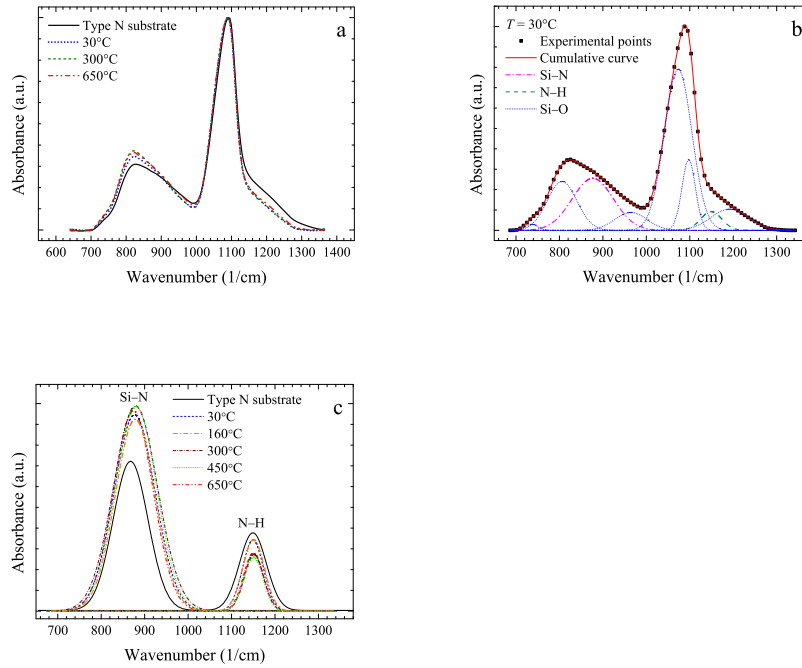 a
Type N substrate
30°C
300°C
650°C
Absorbance (a.u.)
600 700 800 900 1000 1100 1200 1300 1400
Wavenumber (1/cm)
b
T = 30°C
Experimental points
Cumulative curve
Si–N
N–H
Si–O
Absorbance (a.u.)
700 800 900 1000 1100 1200 1300
Wavenumber (1/cm)
c
Si–N
Type N substrate
30°C
160°C
300°C
450°C
650°C
N–H
Absorbance (a.u.)
700 800 900 1000 1100 1200 1300
Wavenumber (1/cm)